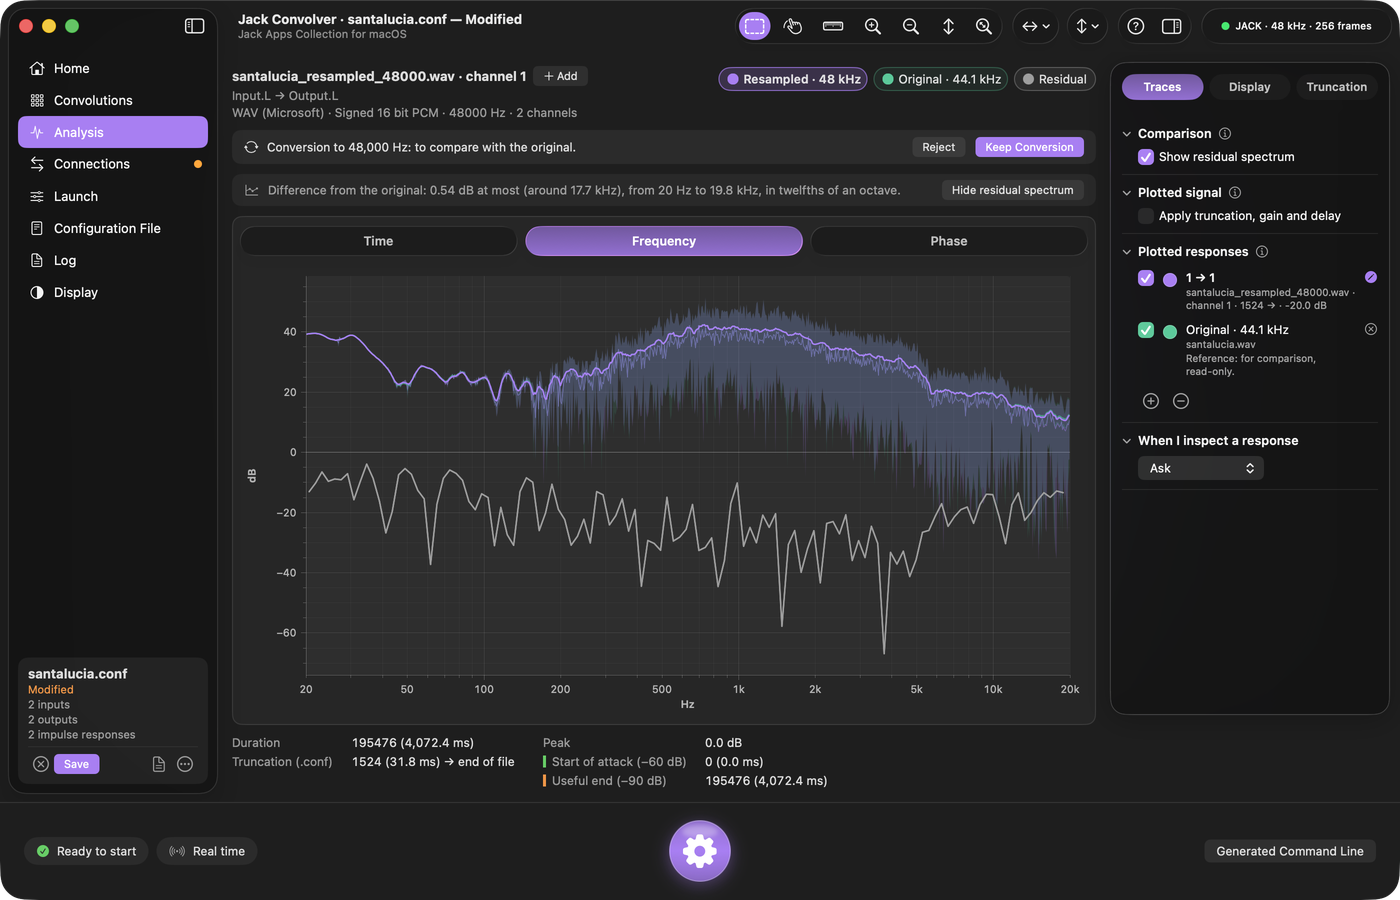 Jack Convolver · santalucia.conf — Modified
Jack Apps Collection for macOS
JACK · 48 kHz · 256 frames
Home
Convolutions
Analysis
Connections
Launch
Configuration File
Log
Display
santalucia.conf
Modified
2 inputs
2 outputs
2 impulse responses
Save
santalucia_resampled_48000.wav · channel 1
+ Add
Resampled · 48 kHz
Original · 44.1 kHz
Residual
Input.L → Output.L
WAV (Microsoft) · Signed 16 bit PCM · 48000 Hz · 2 channels
Conversion to 48,000 Hz: to compare with the original.
Reject
Keep Conversion
Difference from the original: 0.54 dB at most (around 17.7 kHz), from 20 Hz to 19.8 kHz, in twelfths of an octave.
Hide residual spectrum
Time
Frequency
Phase
40
20
0
−20
−40
−60
dB
20
50
100
200
500
1k
2k
5k
10k
20k
Hz
Duration
195476 (4,072.4 ms)
Peak
0.0 dB
Truncation (.conf)
1524 (31.8 ms) → end of file
Start of attack (−60 dB)
0 (0.0 ms)
Useful end (−90 dB)
195476 (4,072.4 ms)
Traces
Display
Truncation
Comparison
Show residual spectrum
Plotted signal
Apply truncation, gain and delay
Plotted responses
1 → 1
santalucia_resampled_48000.wav ·
channel 1 · 1524 → · -20.0 dB
Original · 44.1 kHz
santalucia.wav
Reference: for comparison,
read-only.
When I inspect a response
Ask
Ready to start
Real time
Generated Command Line